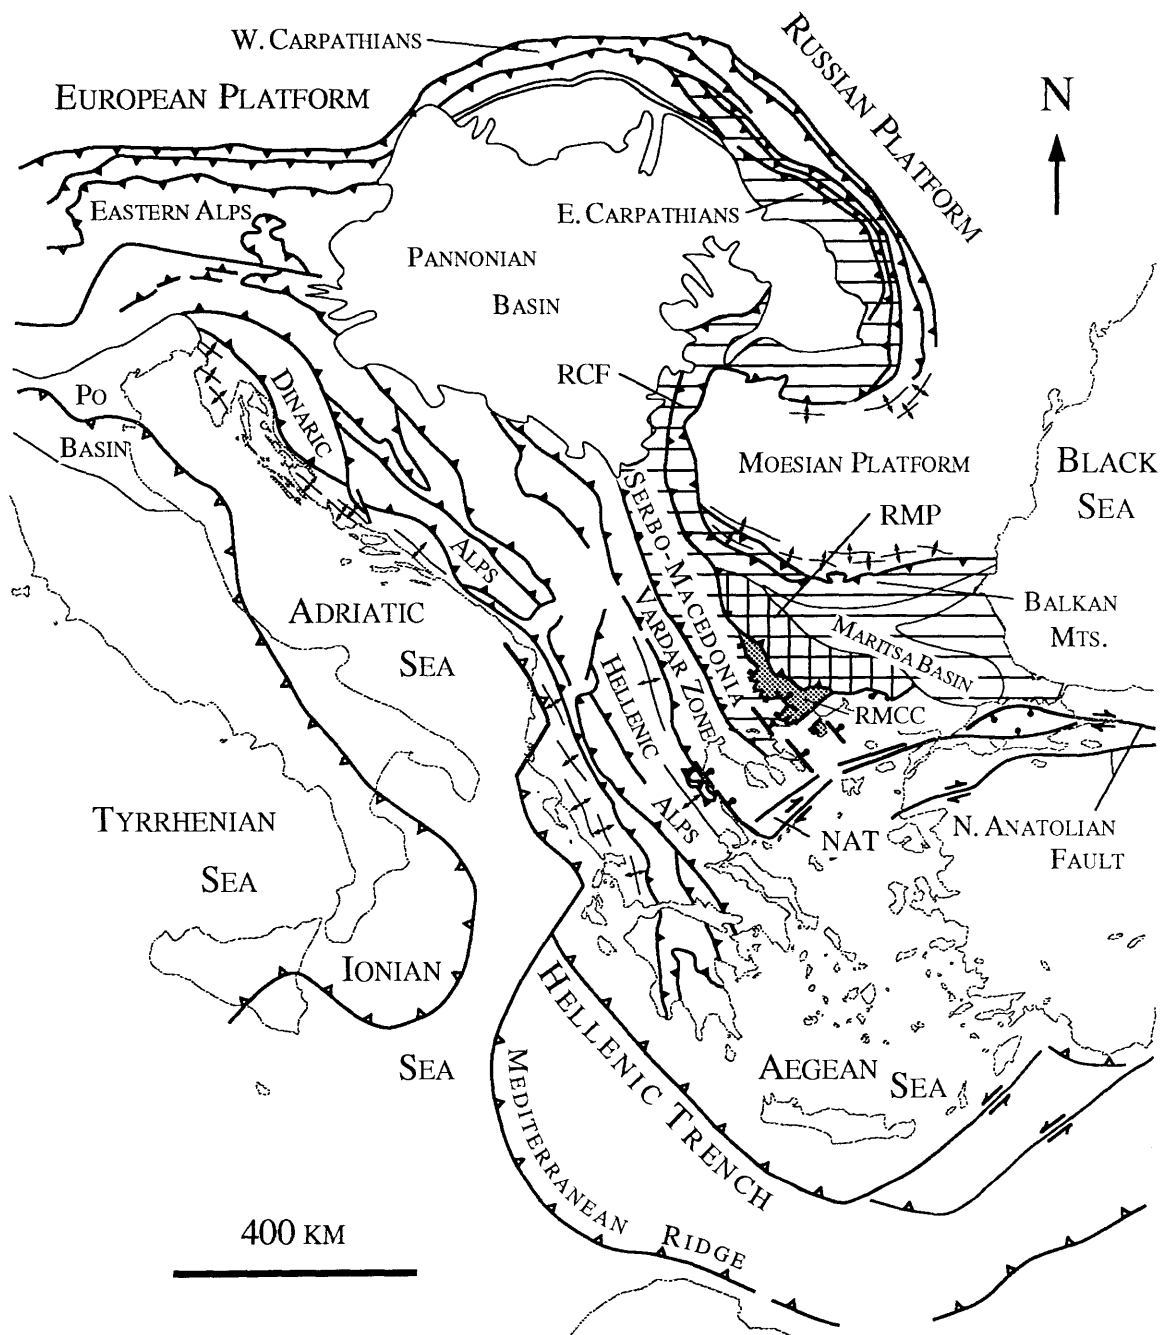 W. CARPATHIANS
RUSSIAN PLATFORM
EUROPEAN PLATFORM
N
EASTERN ALPS
E. CARPATHIANS
PANNONIAN
BASIN
RCF
PO
BASIN
DINARIC
ALPS
MOESIAN PLATFORM
BLACK
SEA
SERBO-MACEDONIA
RMP
VARDAR ZONE
BALKAN
MTS.
MARITSA BASIN
ADRIATIC
SEA
HELLENIC
ALPS
RMCC
TYRRHENIAN
SEA
NAT
N. ANATOLIAN
FAULT
IONIAN
SEA
HELLENIC TRENCH
AEGEAN
SEA
MEDITERRANEAN
RIDGE
400 KM